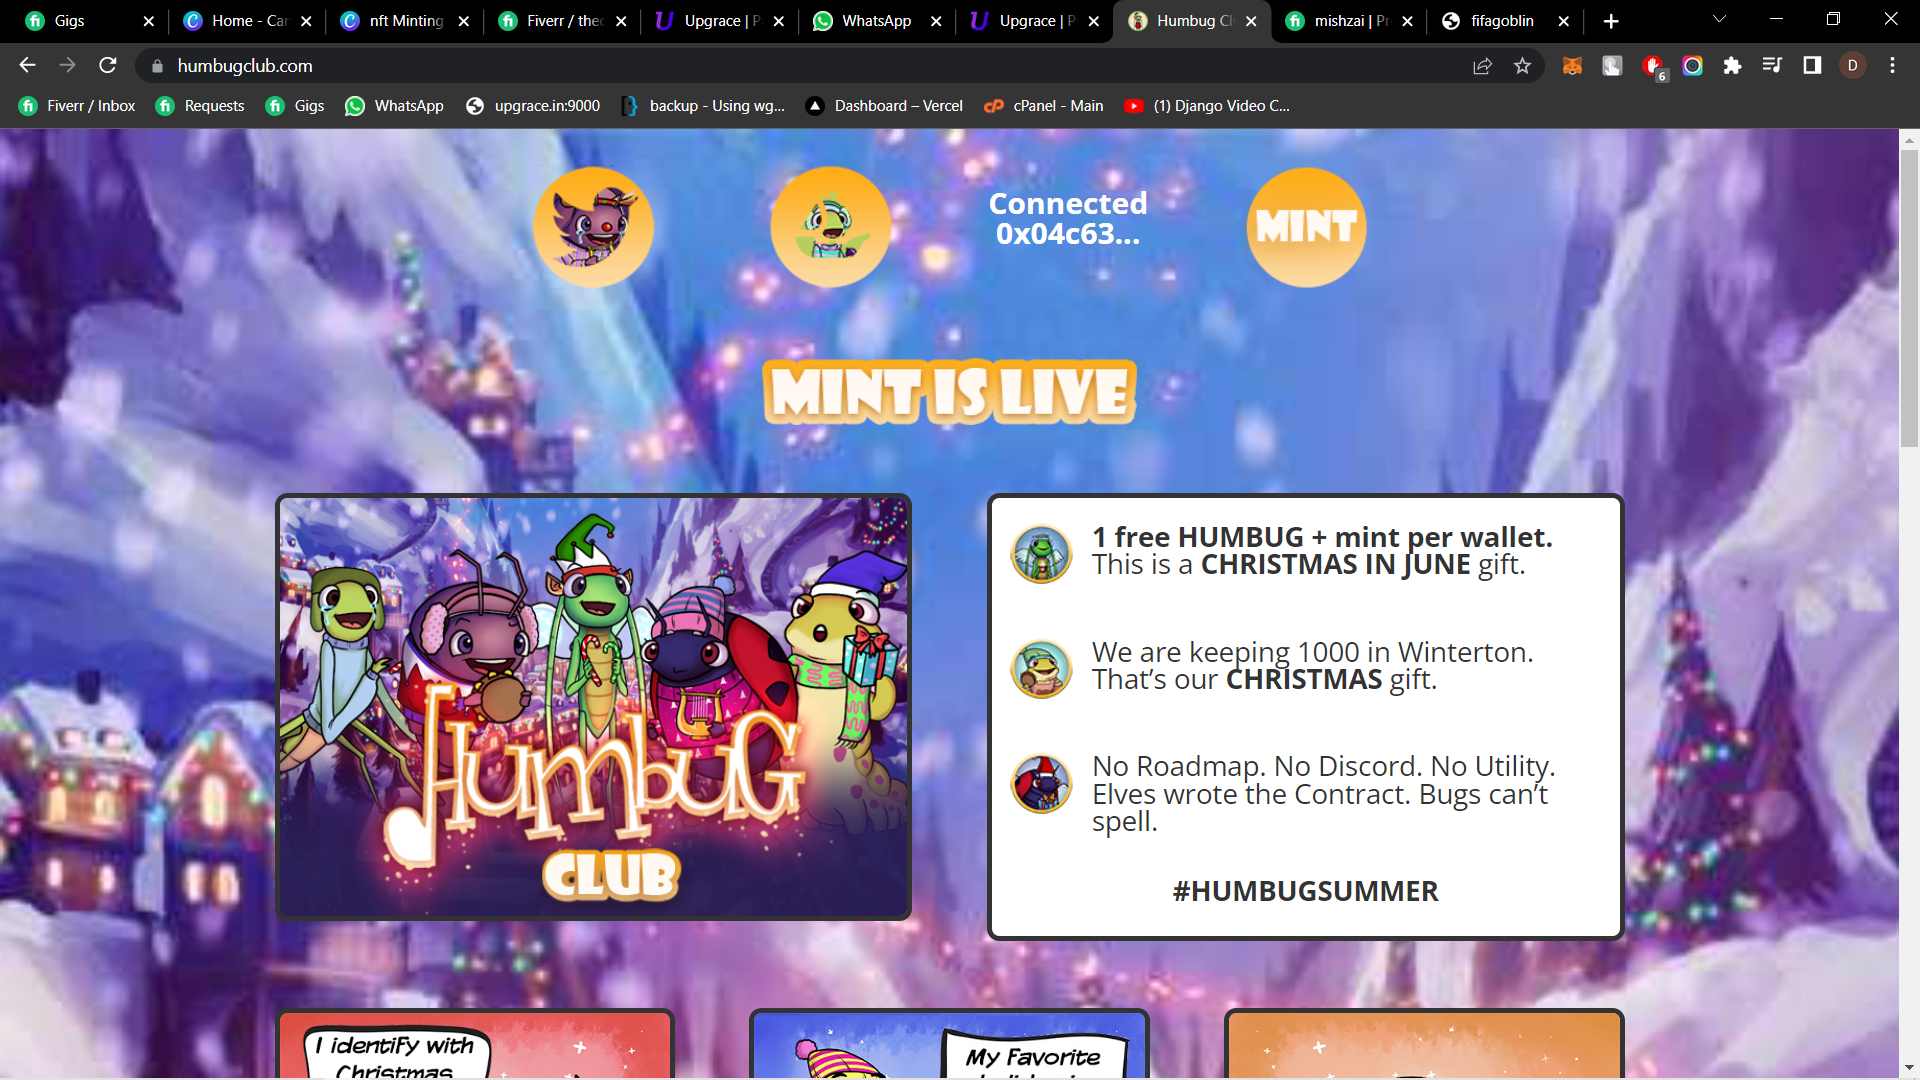 Gigs
Home - Can
nft Minting
Fiverr / thec
Upgrace | P
WhatsApp
Upgrace | P
Humbug Cl
mishzai | Pr
fifagoblin
humbugclub.com
6
D
Fiverr / Inbox
Requests
Gigs
WhatsApp
upgrace.in:9000
backup - Using wg...
Dashboard – Vercel
cPanel - Main
(1) Django Video C...
Connected
0x04c63...
MINT
MINT IS LIVE
HumbuG
CLUB
1 free HUMBUG + mint per wallet.
This is a CHRISTMAS IN JUNE gift.
We are keeping 1000 in Winterton.
That’s our CHRISTMAS gift.
No Roadmap. No Discord. No Utility.
Elves wrote the Contract. Bugs can’t
spell.
#HUMBUGSUMMER
I identify with
Christmas
My Favorite